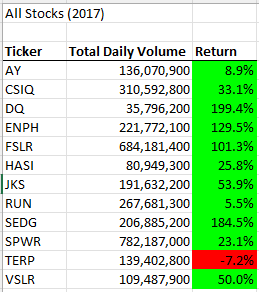 All Stocks (2017)
Ticker Total Daily Volume Return
AY 136,070,900 8.9%
CSIQ 310,592,800 33.1%
DQ 35,796,200 199.4%
ENPH 221,772,100 129.5%
FSLR 684,181,400 101.3%
HASI 80,949,300 25.8%
JKS 191,632,200 53.9%
RUN 267,681,300 5.5%
SEDG 206,885,200 184.5%
SPWR 782,187,000 23.1%
TERP 139,402,800 -7.2%
VSLR 109,487,900 50.0%